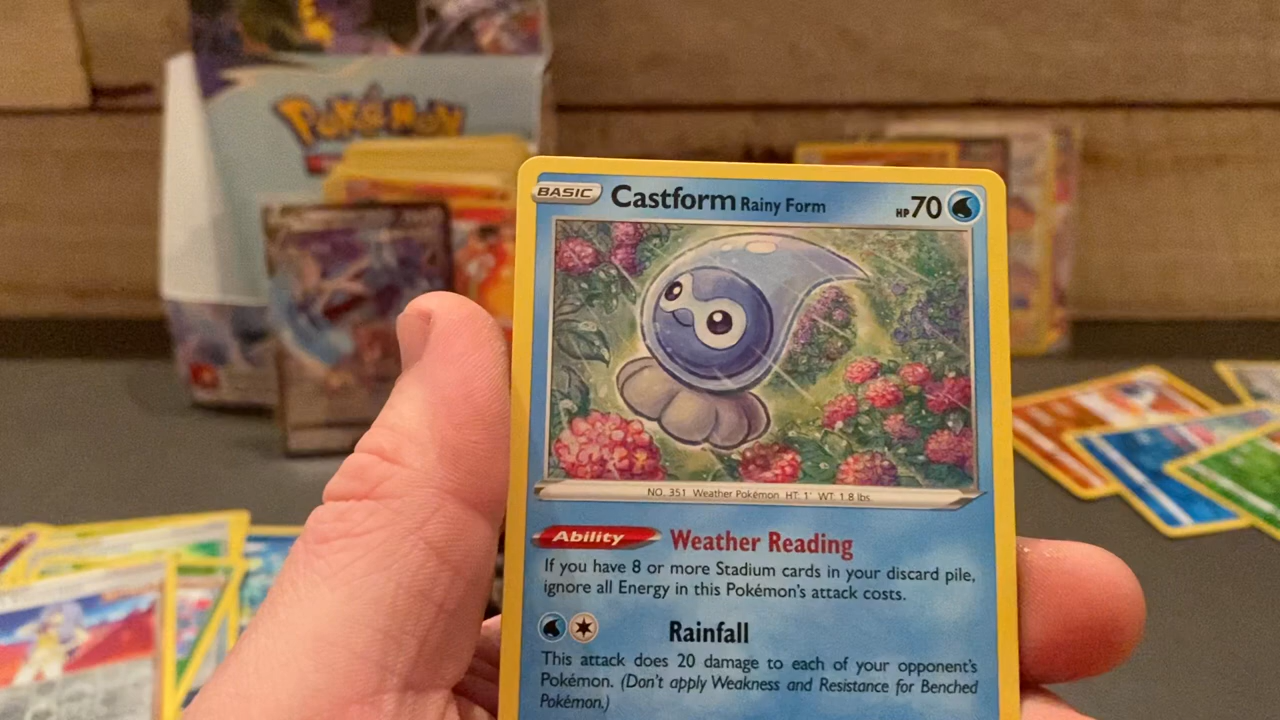 POKéMON
BASIC Castform Rainy Form HP 70
NO. 351 Weather Pokémon HT: 1' WT: 1.8 lbs.
Ability Weather Reading
If you have 8 or more Stadium cards in your discard pile,
ignore all Energy in this Pokémon's attack costs.
Rainfall
This attack does 20 damage to each of your opponent's
Pokémon. (Don't apply Weakness and Resistance for Benched
Pokémon.)